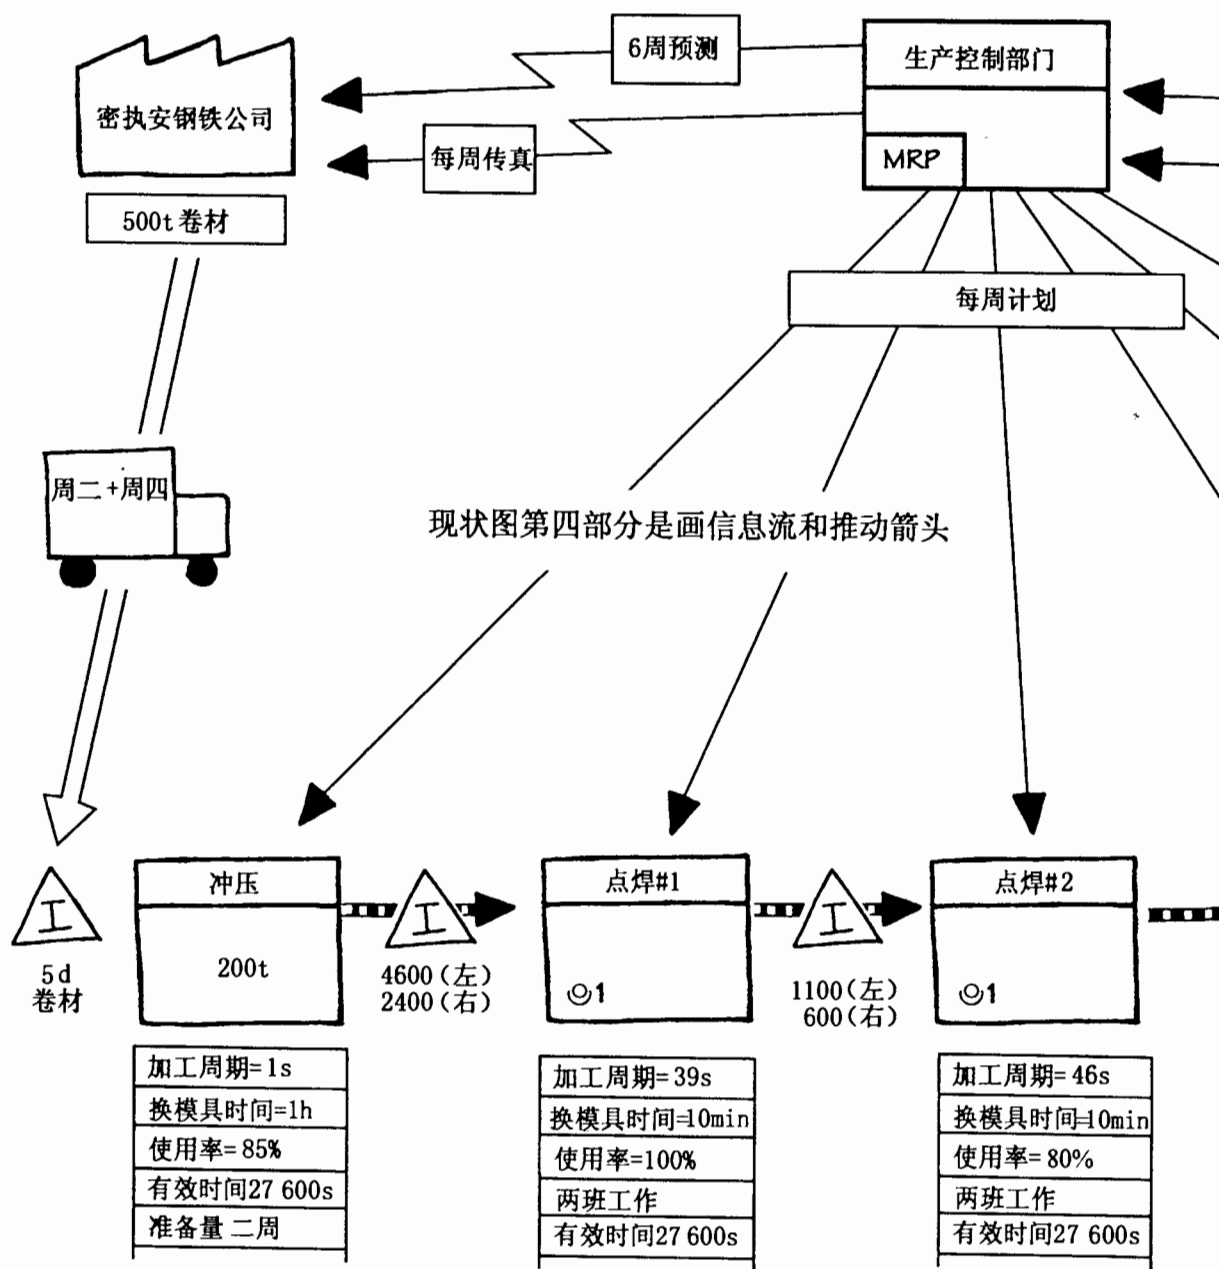 6周预测
生产控制部门
密执安钢铁公司
每周传真
MRP
500t 卷材
每周计划
周二+周四
现状图第四部分是画信息流和推动箭头
冲压
点焊#1
点焊#2
工
200t
工
工
5d
卷材
4600(左)
2400(右)
1
1100(左)
600(右)
1
加工周期=1s
换模具时间=1h
使用率=85%
有效时间27 600s
准备量 二周
加工周期=39s
换模具时间=10min
使用率=100%
两班工作
有效时间27 600s
加工周期=46s
换模具时间=10min
使用率=80%
两班工作
有效时间27 600s